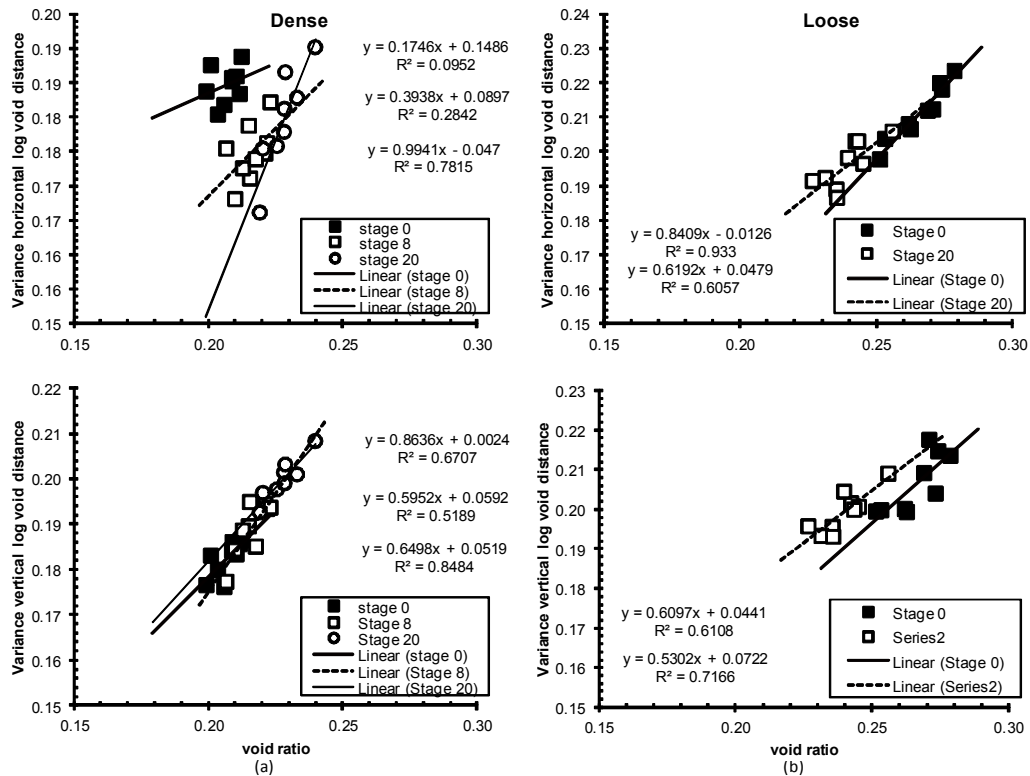 Dense
Variance horizontal log void distance
0.20
0.19
0.19
0.18
0.18
0.17
0.17
0.16
0.16
0.15
y = 0.1746x + 0.1486
R² = 0.0952
y = 0.3938x + 0.0897
R² = 0.2842
y = 0.9941x - 0.047
R² = 0.7815
stage 0
stage 8
stage 20
Linear (stage 0)
Linear (stage 8)
Linear (stage 20)
0.15 0.20 0.25 0.30
Loose
Variance horizontal log void distance
0.24
0.23
0.22
0.21
0.20
0.19
0.18
0.17
0.16
0.15
y = 0.8409x - 0.0126
R² = 0.933
y = 0.6192x + 0.0479
R² = 0.6057
Stage 0
Stage 20
Linear (Stage 0)
Linear (Stage 20)
0.15 0.20 0.25 0.30
Variance vertical log void distance
0.22
0.21
0.20
0.19
0.18
0.17
0.16
0.15
y = 0.8636x + 0.0024
R² = 0.6707
y = 0.5952x + 0.0592
R² = 0.5189
y = 0.6498x + 0.0519
R² = 0.8484
stage 0
Stage 8
Stage 20
Linear (stage 0)
Linear (Stage 8)
Linear (Stage 20)
0.15 0.20 0.25 0.30
void ratio
(a)
Variance vertical log void distance
0.23
0.22
0.21
0.20
0.19
0.18
0.17
0.16
0.15
y = 0.6097x + 0.0441
R² = 0.6108
y = 0.5302x + 0.0722
R² = 0.7166
Stage 0
Series2
Linear (Stage 0)
Linear (Series2)
0.15 0.20 0.25 0.30
void ratio
(b)